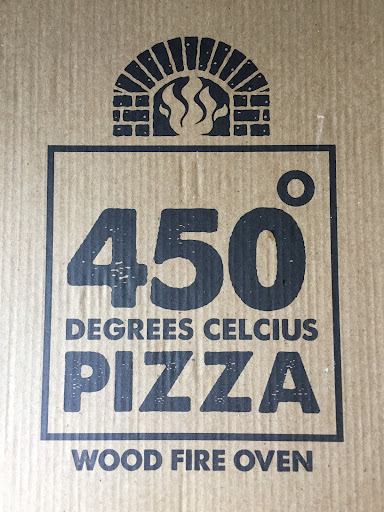 450°
DEGREES CELCIUS
PIZZA
WOOD FIRE OVEN